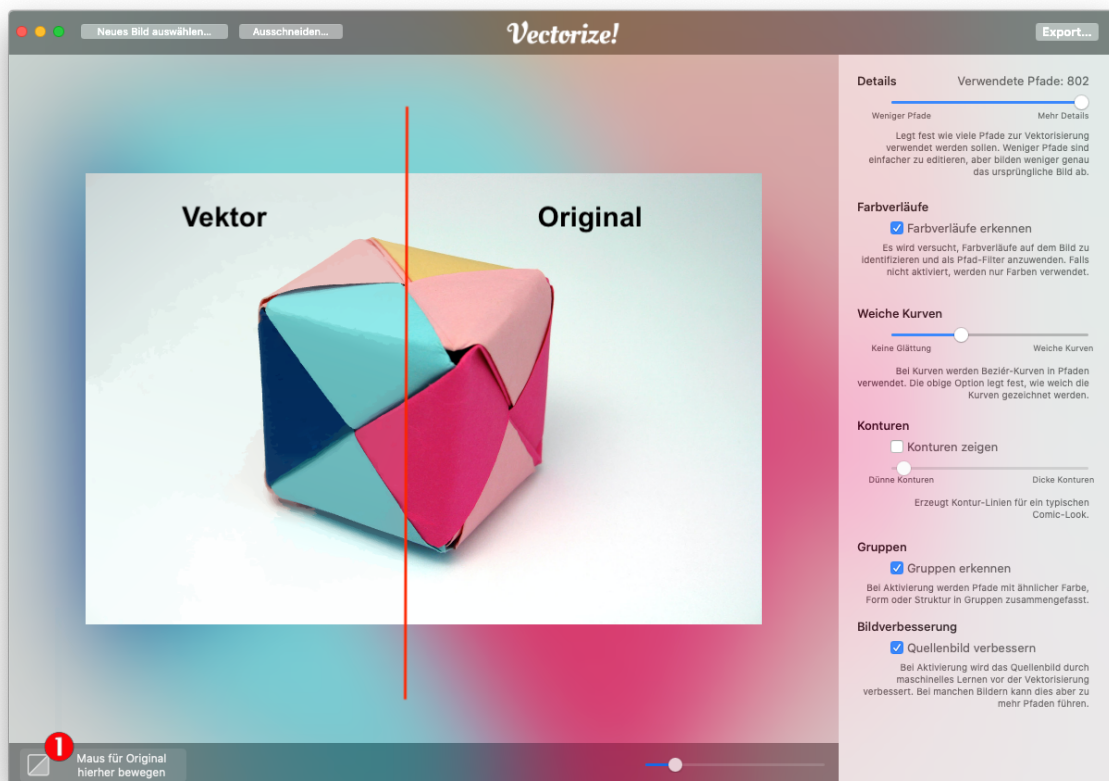 Neues Bild auswählen...
Ausschneiden...
Vectorize!
Export...
Details
Verwendete Pfade: 802
Weniger Pfade
Mehr Details
Legt fest wie viele Pfade zur Vektorisierung
verwendet werden sollen. Weniger Pfade sind
einfacher zu editieren, aber bilden weniger genau
das ursprüngliche Bild ab.
Vektor
Original
Farbverläufe
Farbverläufe erkennen
Es wird versucht, Farbverläufe auf dem Bild zu
identifizieren und als Pfad-Filter anzuwenden. Falls
nicht aktiviert, werden nur Farben verwendet.
Weiche Kurven
Keine Glättung
Weiche Kurven
Bei Kurven werden Beziér-Kurven in Pfaden
verwendet. Die obige Option legt fest, wie weich die
Kurven gezeichnet werden.
Konturen
Konturen zeigen
Dünne Konturen
Dicke Konturen
Erzeugt Kontur-Linien für ein typischen
Comic-Look.
Gruppen
Gruppen erkennen
Bei Aktivierung werden Pfade mit ähnlicher Farbe,
Form oder Struktur in Gruppen zusammengefasst.
Bildverbesserung
Quellenbild verbessern
Bei Aktivierung wird das Quellenbild durch
maschinelles Lernen vor der Vektorisierung
verbessert. Bei manchen Bildern kann dies aber zu
mehr Pfaden führen.
1
Maus für Original
hierher bewegen